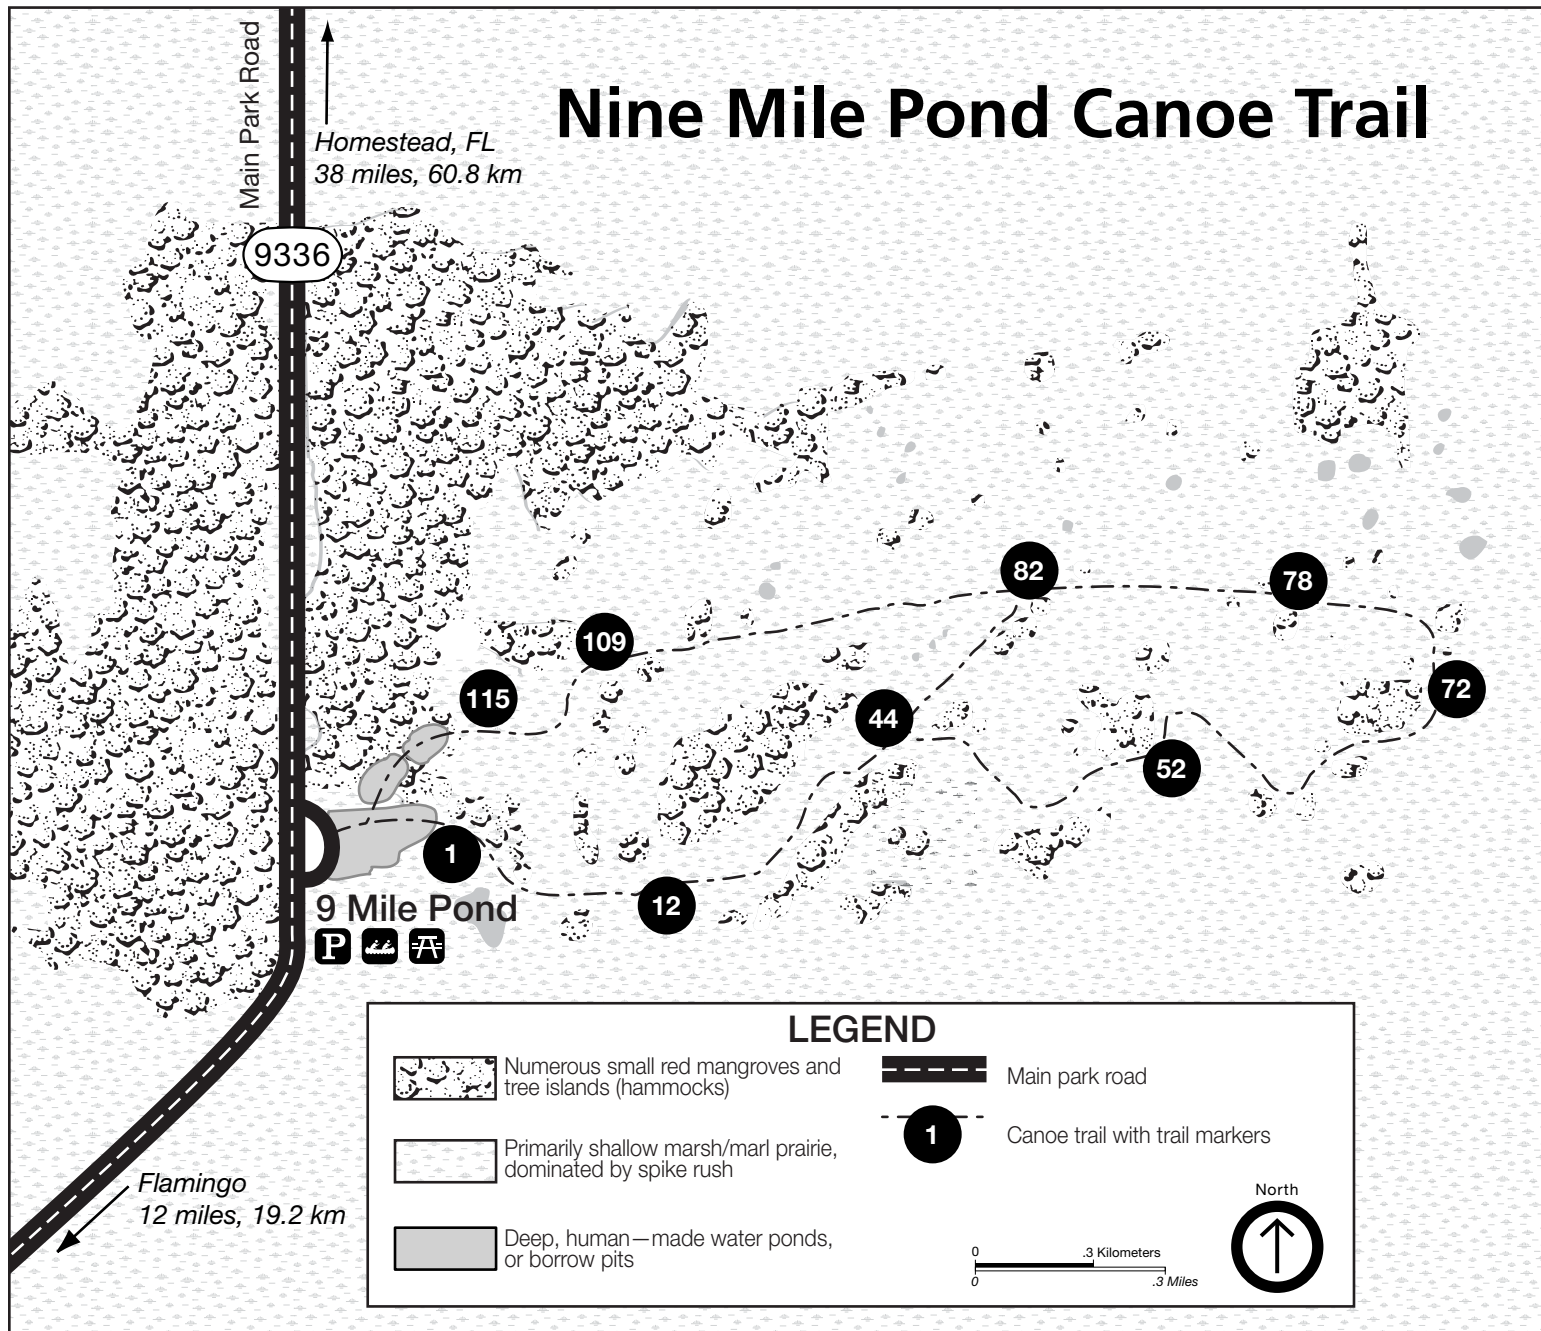 Nine Mile Pond Canoe Trail
Main Park Road
Homestead, FL
38 miles, 60.8 km
9336
82
78
109
115
72
44
52
1
12
9 Mile Pond
P
LEGEND
Numerous small red mangroves and
tree islands (hammocks)
Main park road
Primarily shallow marsh/marl prairie,
dominated by spike rush
1
Canoe trail with trail markers
Deep, human—made water ponds,
or borrow pits
North
0 .3 Kilometers
0 .3 Miles
Flamingo
12 miles, 19.2 km